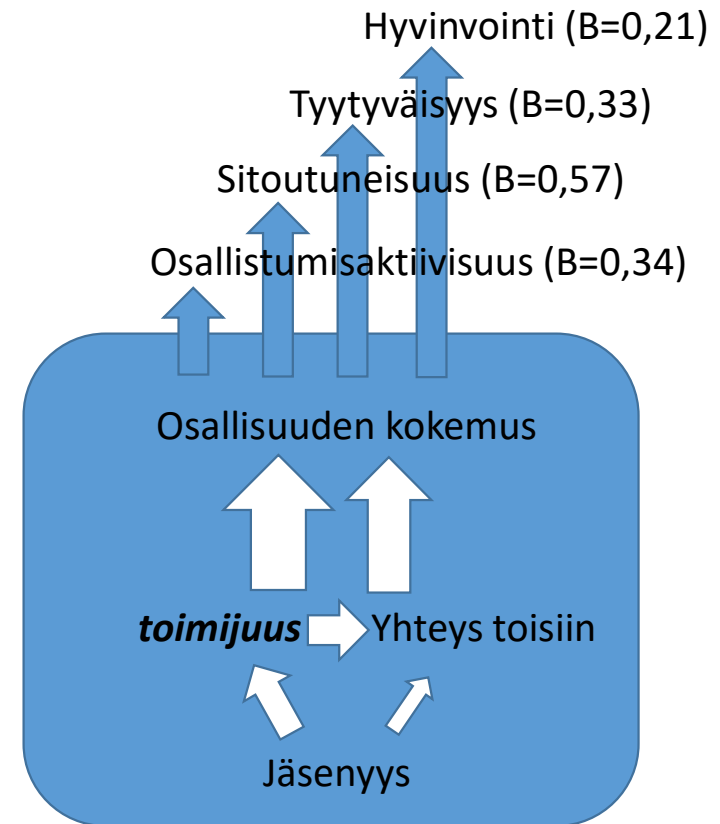 Hyvinvointi (B=0,21)
Tyytyväisyys (B=0,33)
Sitoutuneisuus (B=0,57)
Osallistumisaktiivisuus (B=0,34)
Osallisuuden kokemus
toimijuus Yhteys toisiin
Jäsenyys